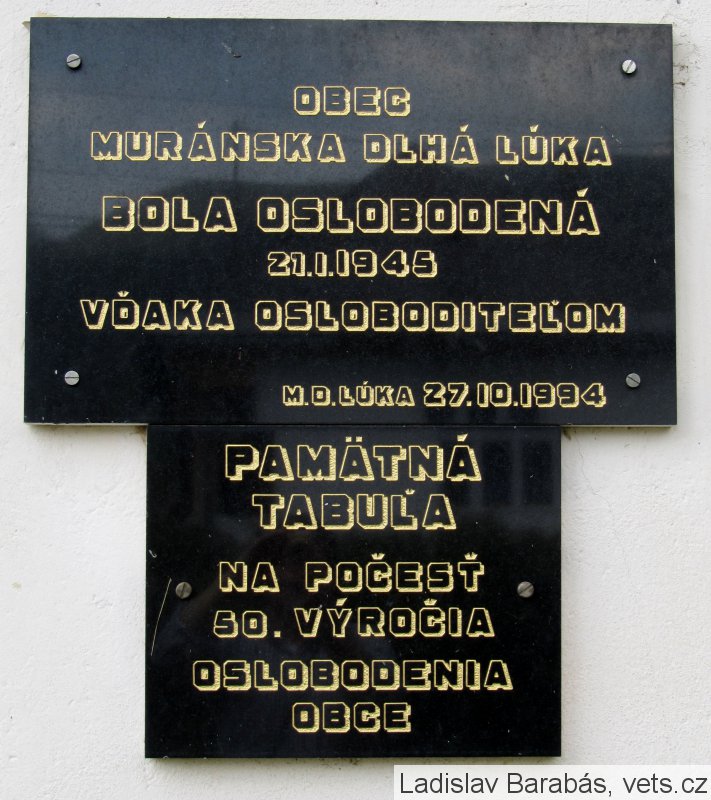 OBEC
MURÁNSKA DLHÁ LÚKA
BOLA OSLOBODENÁ
21.1.1945
VĎAKA OSLOBODITEĽOM
M.D.LÚKA 27.10.1994
PAMÄTNÁ
TABUĽA
NA POČESŤ
50. VÝROČIA
OSLOBODENIA
OBCE
Ladislav Barabás, vets.cz